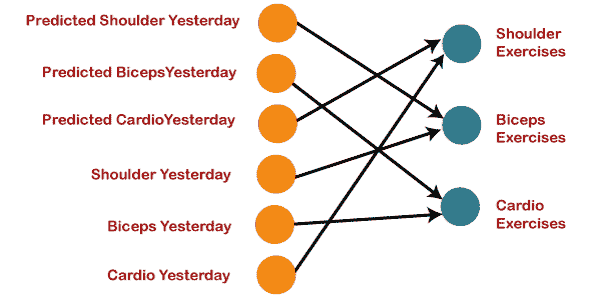 Predicted Shoulder Yesterday
Predicted BicepsYesterday
Predicted CardioYesterday
Shoulder Yesterday
Biceps Yesterday
Cardio Yesterday
Shoulder
Exercises
Biceps
Exercises
Cardio
Exercises